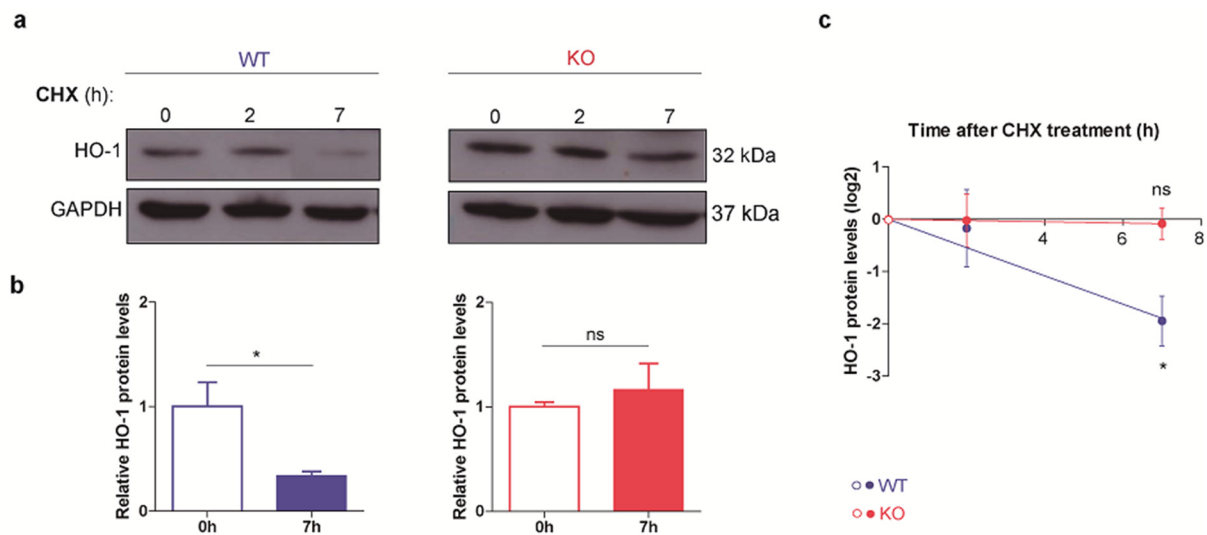 a
WT
KO
CHX (h):
0 2 7
0 2 7
HO-1
32 kDa
GAPDH
37 kDa
b
Relative HO-1 protein levels
2
1
0
*
0h 7h
Relative HO-1 protein levels
2
1
0
ns
0h 7h
c
Time after CHX treatment (h)
HO-1 protein levels (log2)
1
0
-1
-2
-3
4 6 8
ns
*
WT
KO